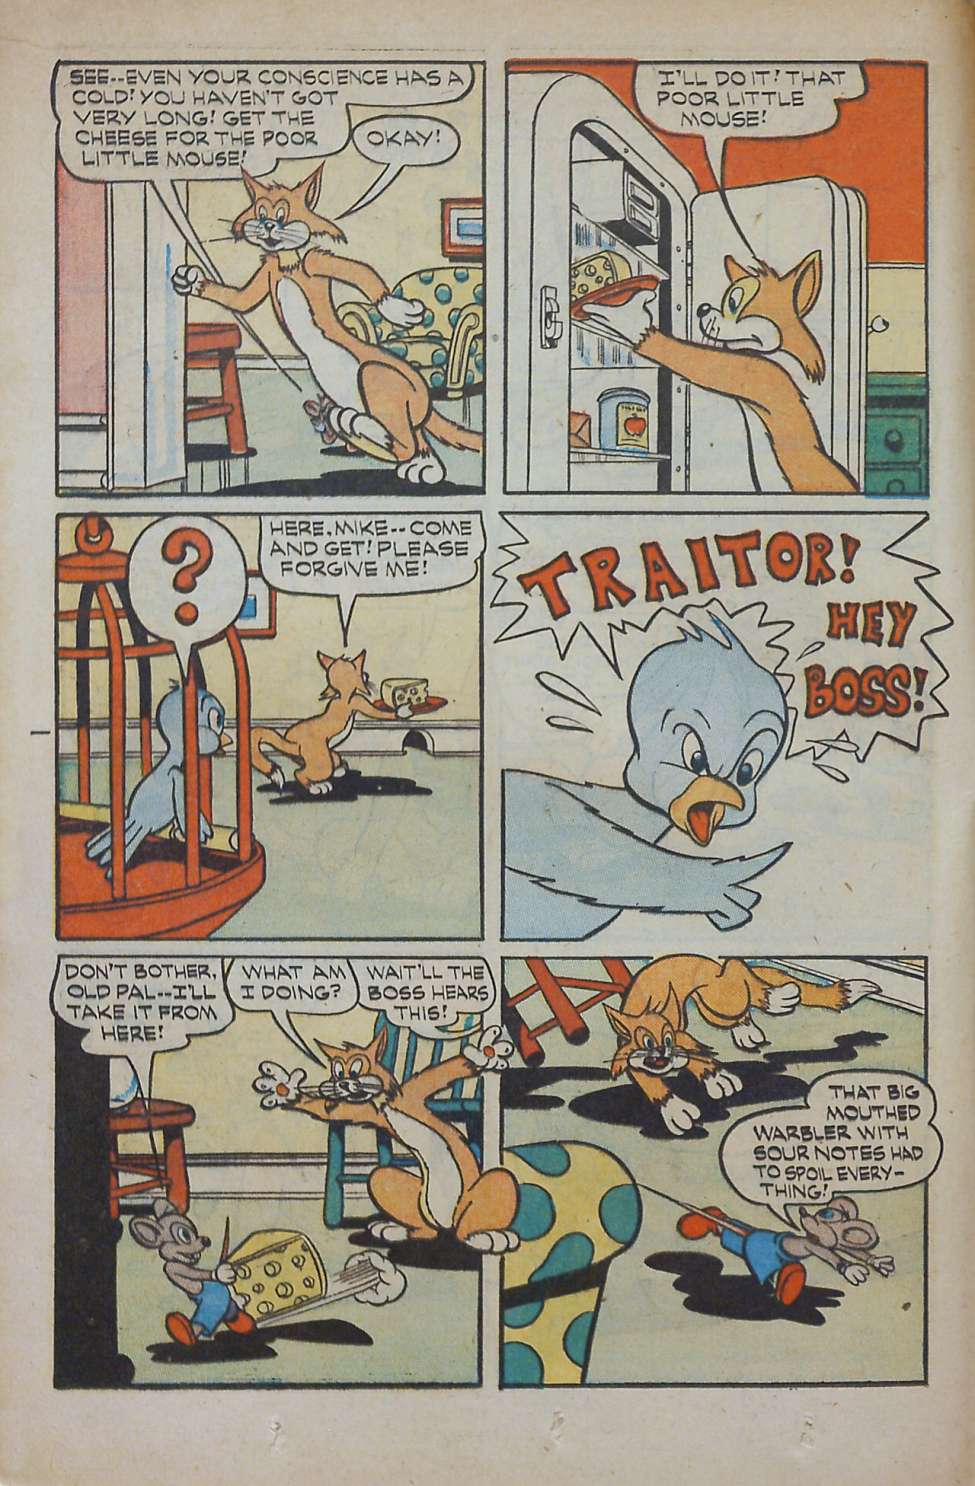 SEE--EVEN YOUR CONSCIENCE HAS A
COLD! YOU HAVEN'T GOT
VERY LONG! GET THE
CHEESE FOR THE POOR
LITTLE MOUSE!
OKAY!
I'LL DO IT! THAT
POOR LITTLE
MOUSE!
?
HERE, MIKE--COME
AND GET! PLEASE
FORGIVE ME!
TRAITOR!
HEY
BOSS!
DON'T BOTHER,
OLD PAL--I'LL
TAKE IT FROM
HERE!
WHAT AM
I DOING?
WAIT'LL THE
BOSS HEARS
THIS!
THAT BIG
MOUTHED
WARBLER WITH
SOUR NOTES HAD
TO SPOIL EVERY-
THING!